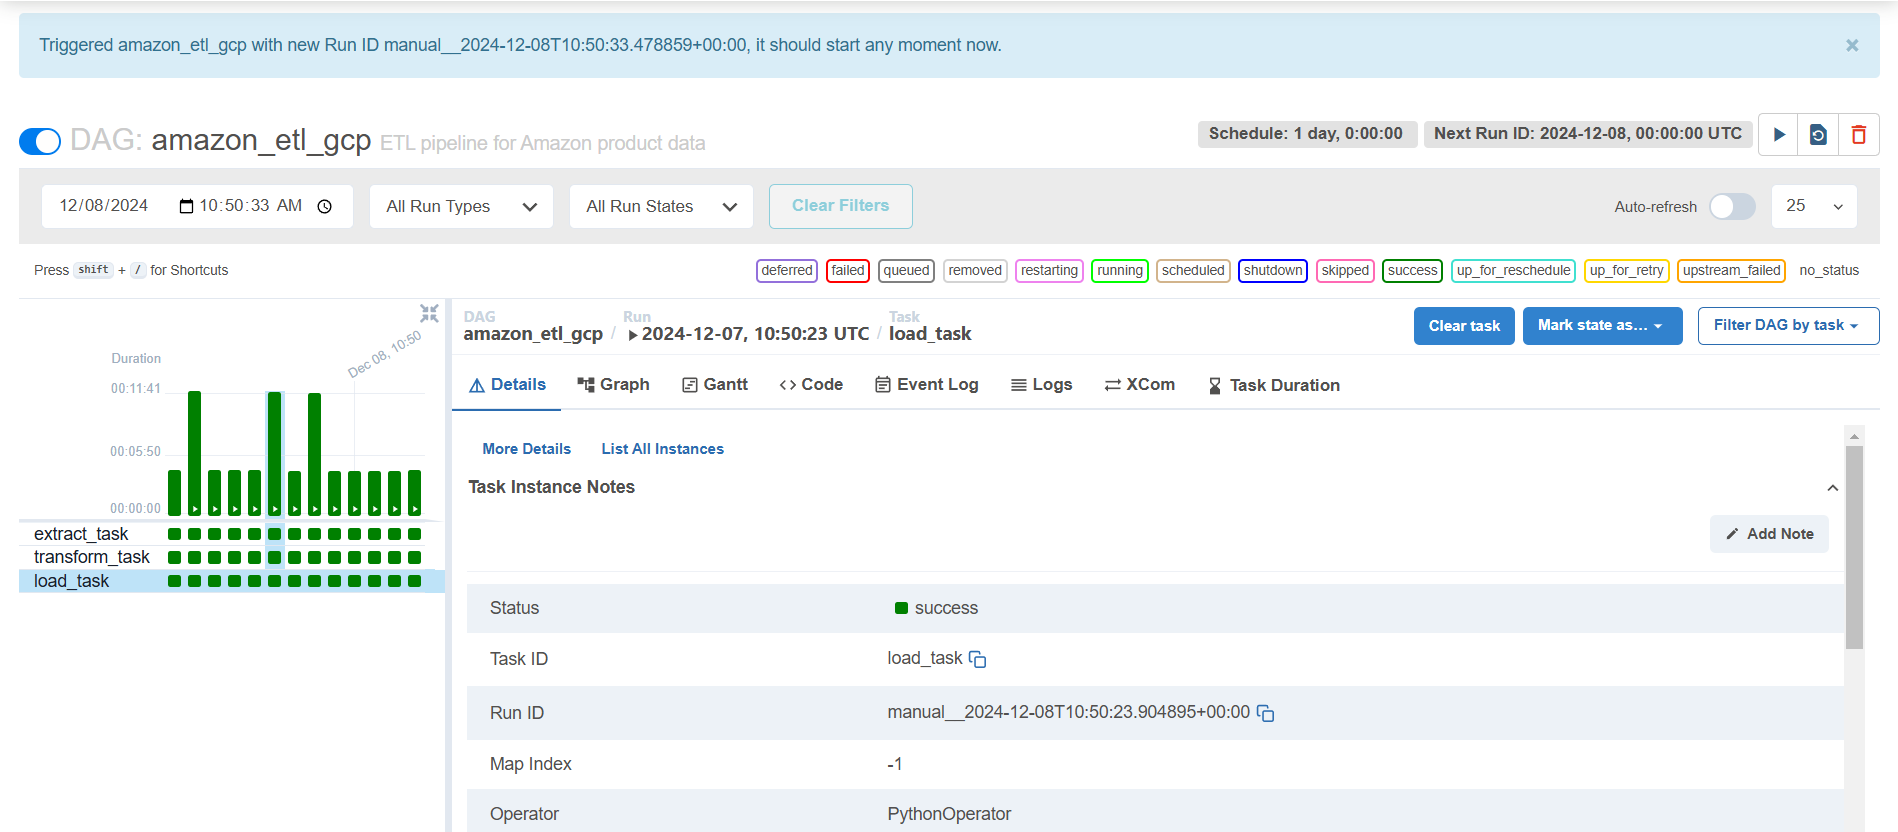 Triggered amazon_etl_gcp with new Run ID manual__2024-12-08T10:50:33.478859+00:00, it should start any moment now.
×
DAG: amazon_etl_gcp ETL pipeline for Amazon product data
Schedule: 1 day, 0:00:00
Next Run ID: 2024-12-08, 00:00:00 UTC
12/08/2024 10:50:33 AM
All Run Types
All Run States
Clear Filters
Auto-refresh
25
Press shift + / for Shortcuts
deferred failed queued removed restarting running scheduled shutdown skipped success up_for_reschedule up_for_retry upstream_failed no_status
DAG
amazon_etl_gcp
/
Run
2024-12-07, 10:50:23 UTC
/
Task
load_task
Clear task
Mark state as…
Filter DAG by task
Dec 08, 10:50
Duration
00:11:41
00:05:50
00:00:00
extract_task
transform_task
load_task
Details
Graph
Gantt
Code
Event Log
Logs
XCom
Task Duration
More Details
List All Instances
Task Instance Notes
Add Note
Status success
Task ID load_task
Run ID manual__2024-12-08T10:50:23.904895+00:00
Map Index -1
Operator PythonOperator